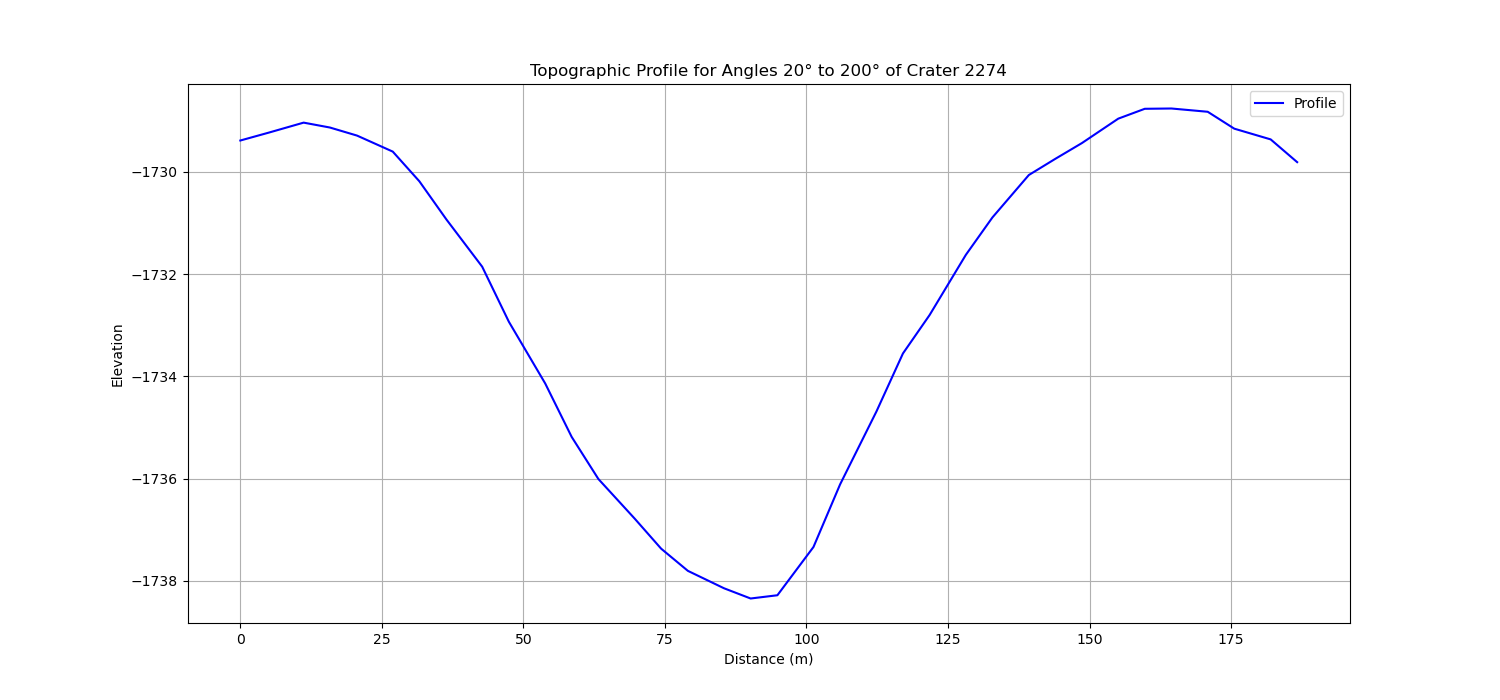 Topographic Profile for Angles 20° to 200° of Crater 2274
Profile
−1730
−1732
−1734
−1736
−1738
Elevation
0 25 50 75 100 125 150 175
Distance (m)